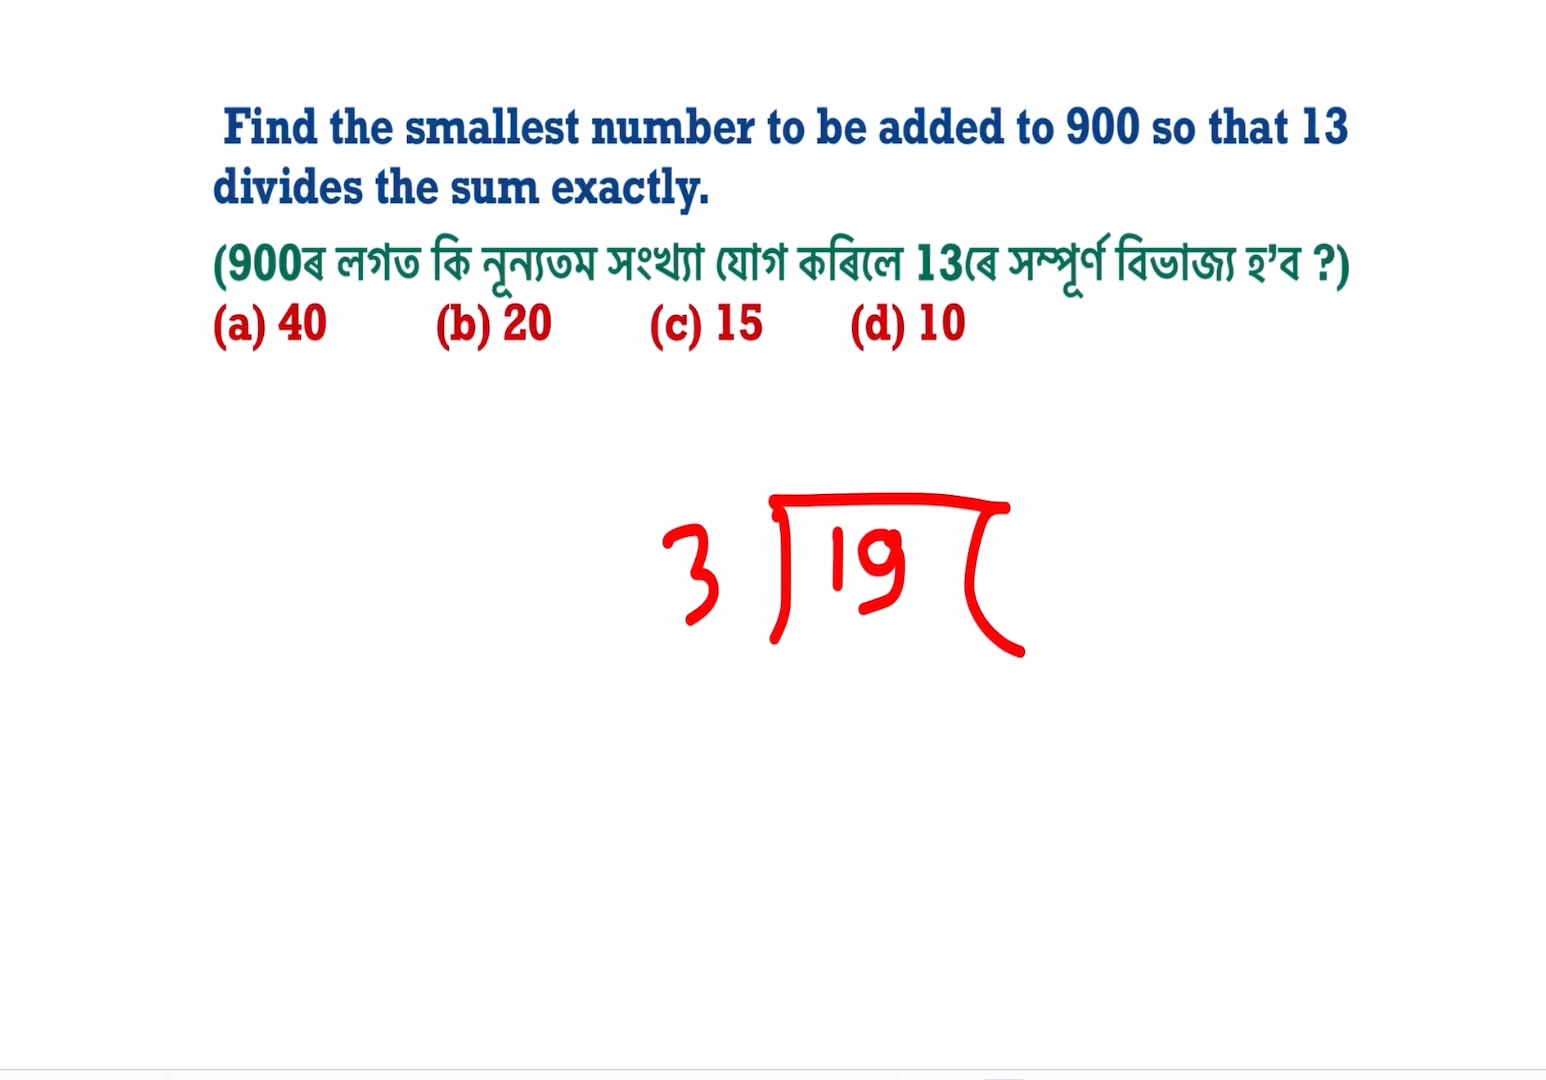 Find the smallest number to be added to 900 so that 13
divides the sum exactly.
(900ৰ লগত কি নূন্যতম সংখ্যা যোগ কৰিলে 13ৰে সম্পূৰ্ণ বিভাজ্য হ’ব ?)
(a) 40 (b) 20 (c) 15 (d) 10
3 ) 19 (